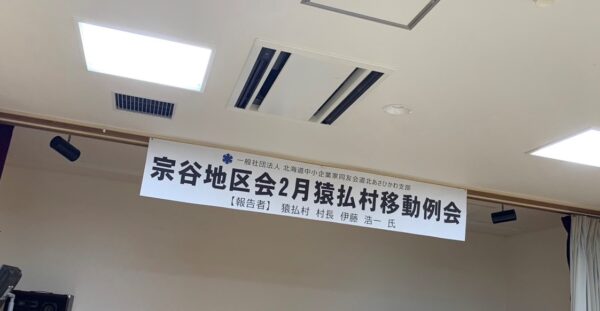 一般社団法人 北海道中小企業家同友会道北あさひかわ支部
宗谷地区会2月猿払村移動例会
【報告者】 猿払村 村長 伊藤 浩一 氏